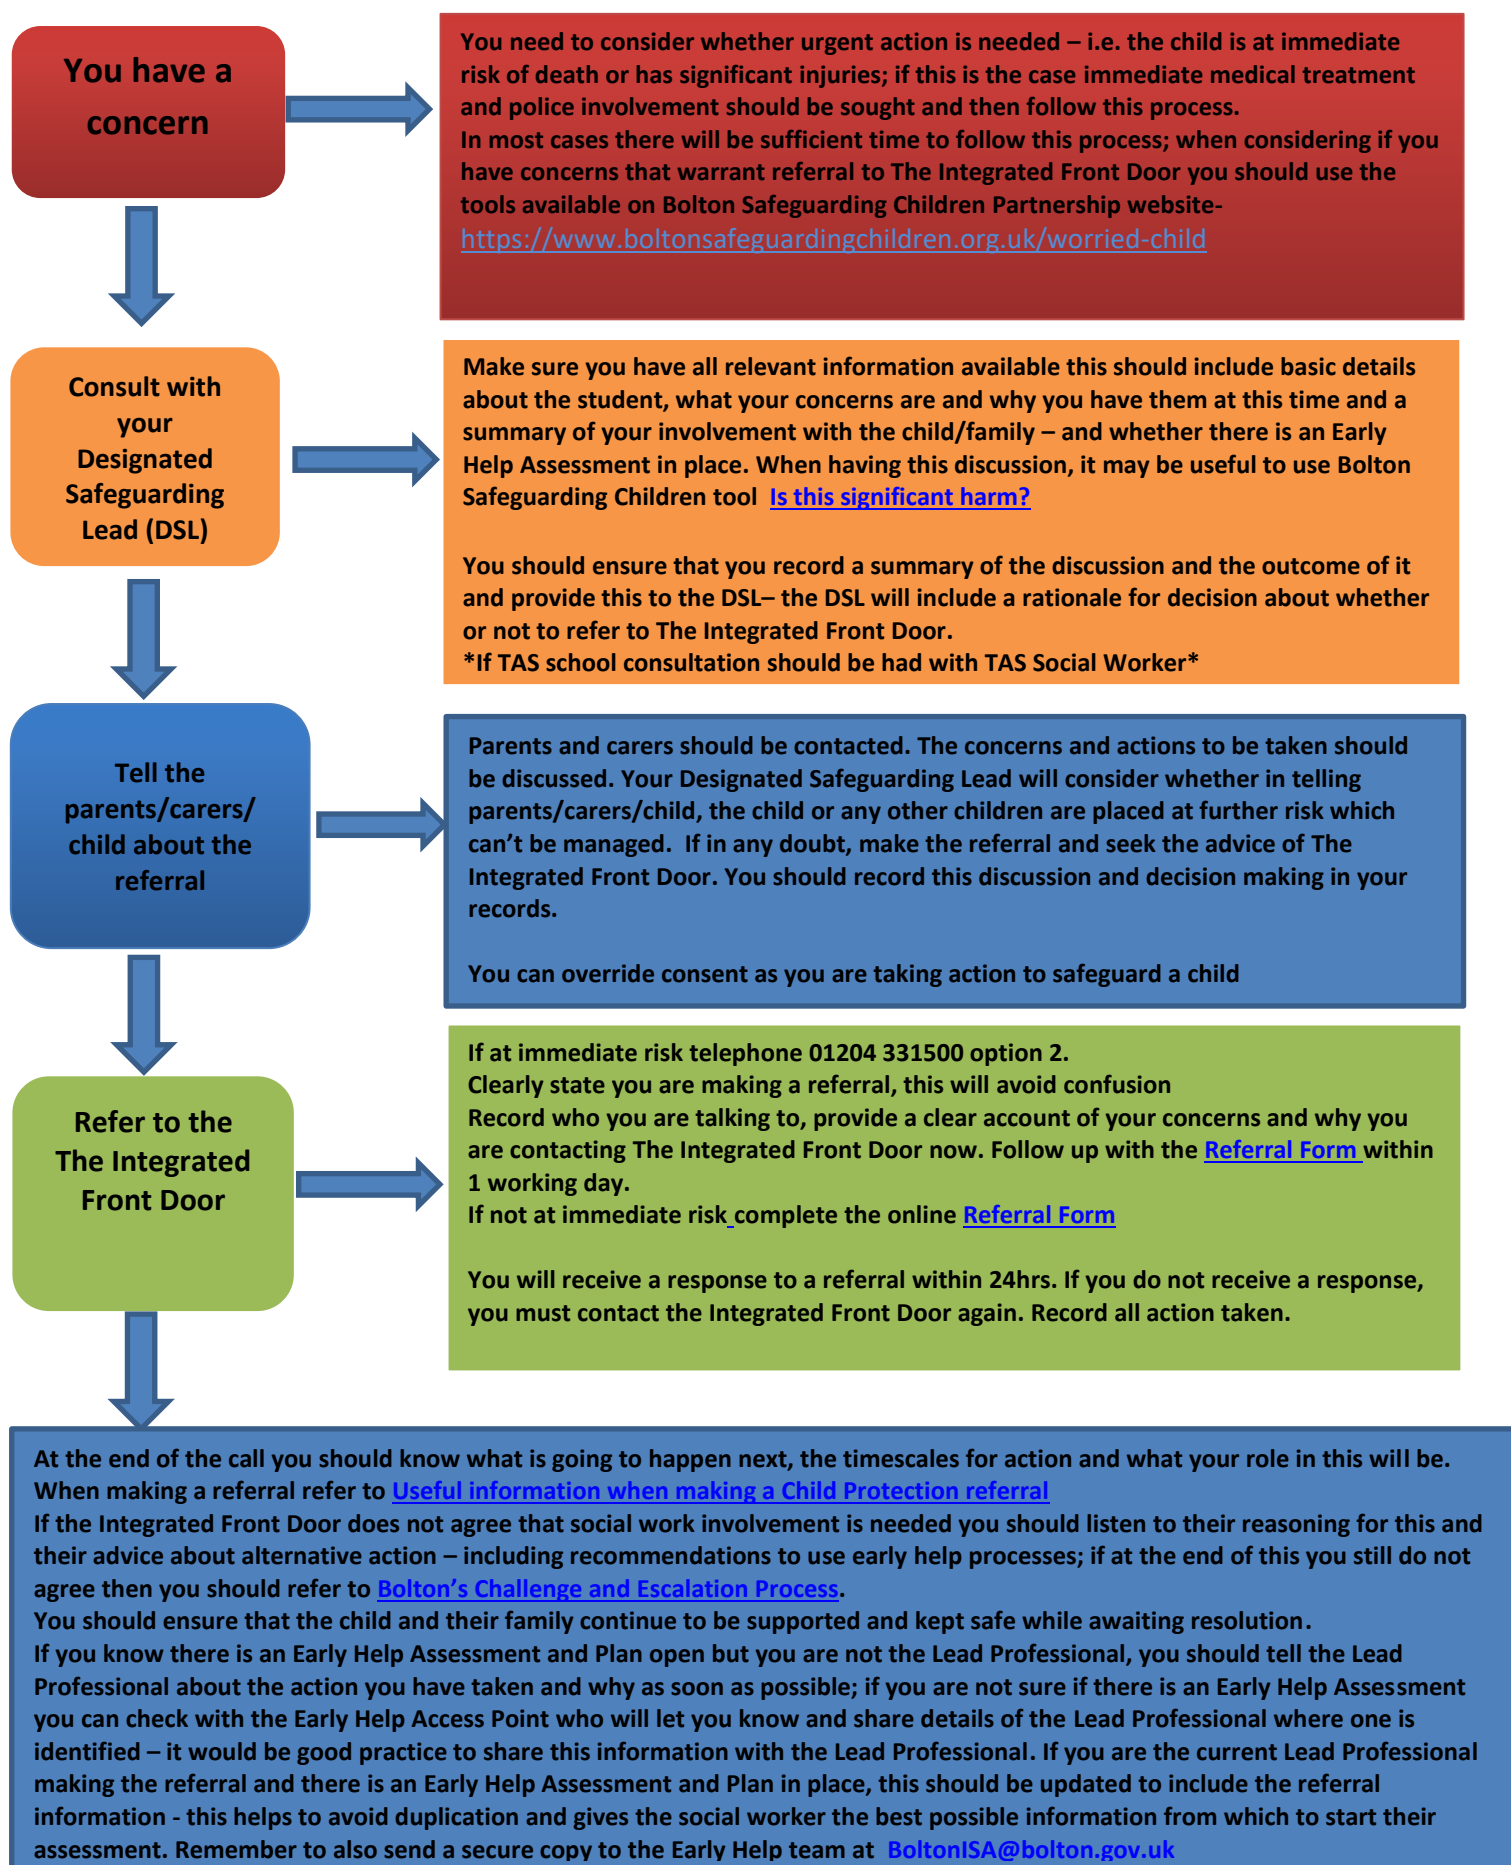 You have a
concern
You need to consider whether urgent action is needed – i.e. the child is at immediate
risk of death or has significant injuries; if this is the case immediate medical treatment
and police involvement should be sought and then follow this process.
In most cases there will be sufficient time to follow this process; when considering if you
have concerns that warrant referral to The Integrated Front Door you should use the
tools available on Bolton Safeguarding Children Partnership website-
https://www.boltonsafeguardingchildren.org.uk/worried-child
Consult with
your
Designated
Safeguarding
Lead (DSL)
Make sure you have all relevant information available this should include basic details
about the student, what your concerns are and why you have them at this time and a
summary of your involvement with the child/family – and whether there is an Early
Help Assessment in place. When having this discussion, it may be useful to use Bolton
Safeguarding Children tool Is this significant harm?
You should ensure that you record a summary of the discussion and the outcome of it
and provide this to the DSL– the DSL will include a rationale for decision about whether
or not to refer to The Integrated Front Door.
*If TAS school consultation should be had with TAS Social Worker*
Tell the
parents/carers/
child about the
referral
Parents and carers should be contacted. The concerns and actions to be taken should
be discussed. Your Designated Safeguarding Lead will consider whether in telling
parents/carers/child, the child or any other children are placed at further risk which
can’t be managed. If in any doubt, make the referral and seek the advice of The
Integrated Front Door. You should record this discussion and decision making in your
records.
You can override consent as you are taking action to safeguard a child
Refer to the
The Integrated
Front Door
If at immediate risk telephone 01204 331500 option 2.
Clearly state you are making a referral, this will avoid confusion
Record who you are talking to, provide a clear account of your concerns and why you
are contacting The Integrated Front Door now. Follow up with the Referral Form within
1 working day.
If not at immediate risk complete the online Referral Form
You will receive a response to a referral within 24hrs. If you do not receive a response,
you must contact the Integrated Front Door again. Record all action taken.
At the end of the call you should know what is going to happen next, the timescales for action and what your role in this will be.
When making a referral refer to Useful information when making a Child Protection referral
If the Integrated Front Door does not agree that social work involvement is needed you should listen to their reasoning for this and
their advice about alternative action – including recommendations to use early help processes; if at the end of this you still do not
agree then you should refer to Bolton’s Challenge and Escalation Process.
You should ensure that the child and their family continue to be supported and kept safe while awaiting resolution.
If you know there is an Early Help Assessment and Plan open but you are not the Lead Professional, you should tell the Lead
Professional about the action you have taken and why as soon as possible; if you are not sure if there is an Early Help Assessment
you can check with the Early Help Access Point who will let you know and share details of the Lead Professional where one is
identified – it would be good practice to share this information with the Lead Professional. If you are the current Lead Professional
making the referral and there is an Early Help Assessment and Plan in place, this should be updated to include the referral
information - this helps to avoid duplication and gives the social worker the best possible information from which to start their
assessment. Remember to also send a secure copy to the Early Help team at BoltonISA@bolton.gov.uk